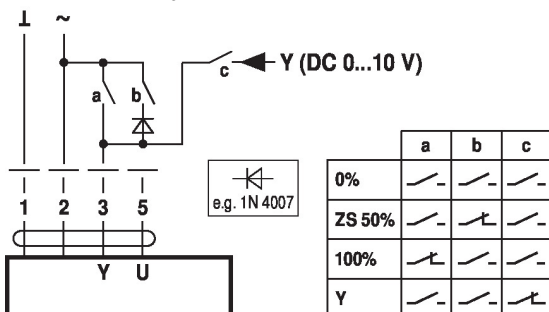 ⊥ ~
Y (DC 0...10 V)
c
a b
e.g. 1N 4007
1 2 3 5
Y U
a b c
0%
ZS 50%
100%
Y